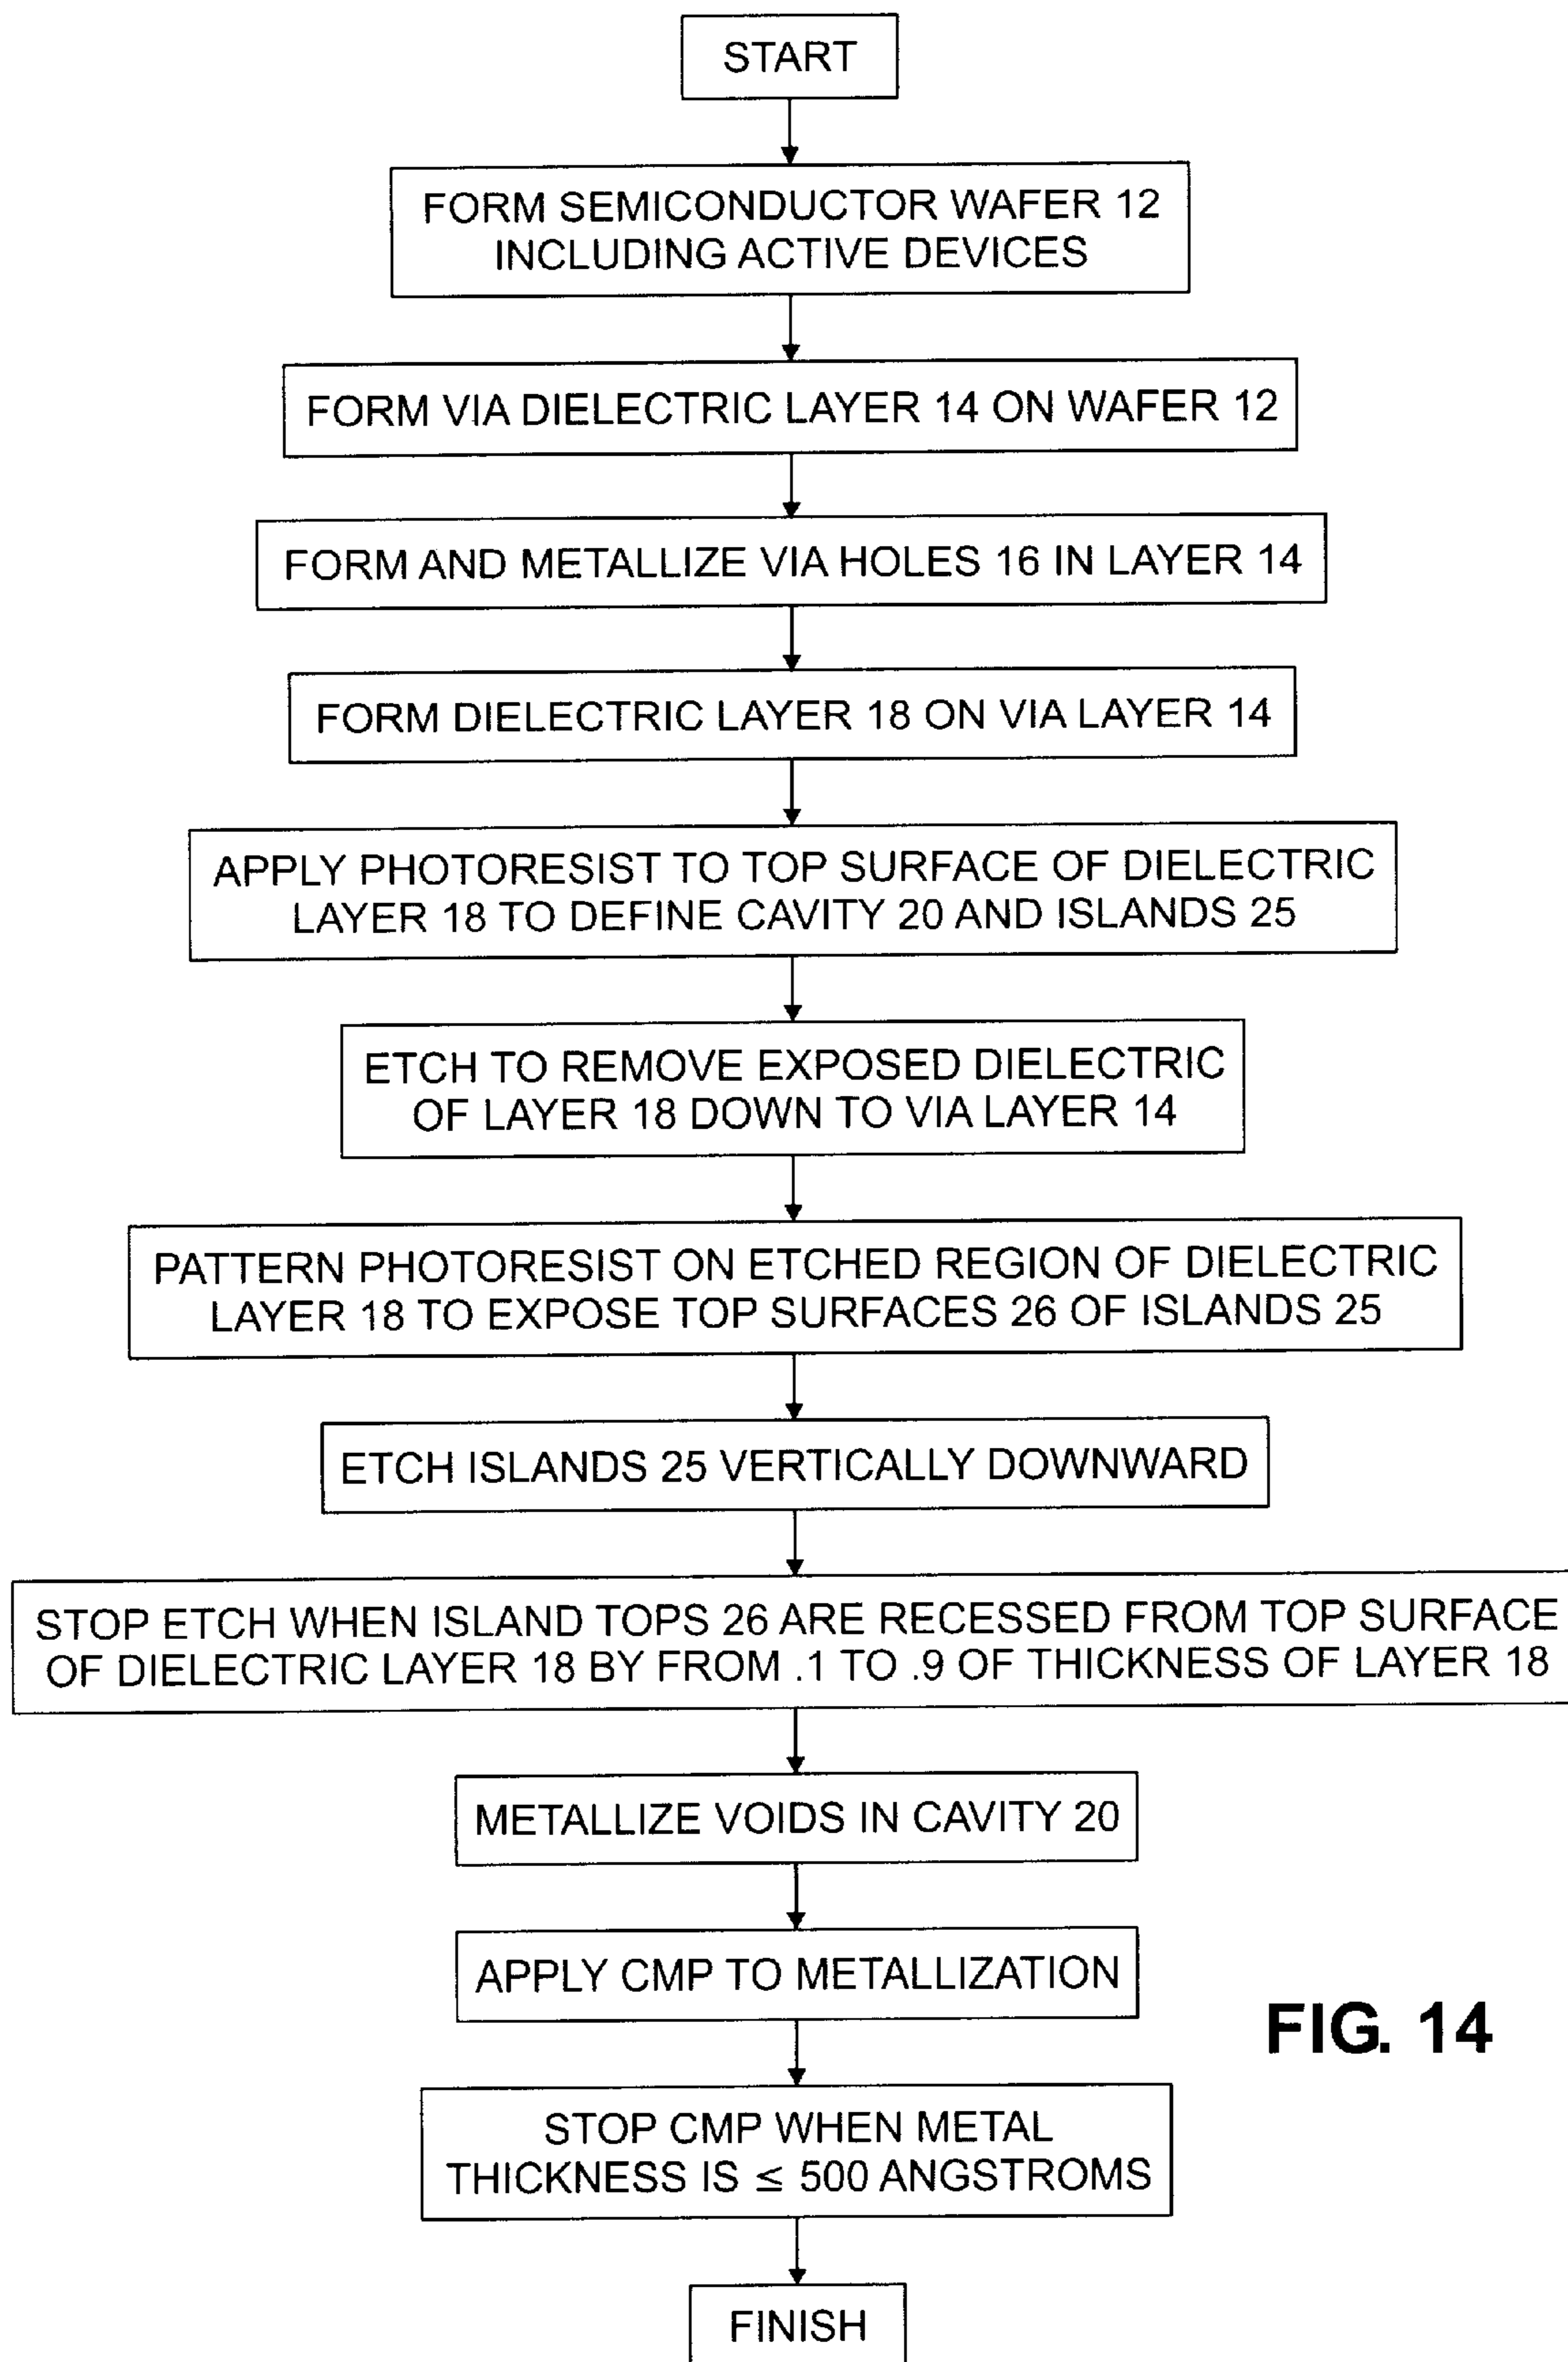 START
FORM SEMICONDUCTOR WAFER 12
INCLUDING ACTIVE DEVICES
FORM VIA DIELECTRIC LAYER 14 ON WAFER 12
FORM AND METALLIZE VIA HOLES 16 IN LAYER 14
FORM DIELECTRIC LAYER 18 ON VIA LAYER 14
APPLY PHOTORESIST TO TOP SURFACE OF DIELECTRIC
LAYER 18 TO DEFINE CAVITY 20 AND ISLANDS 25
ETCH TO REMOVE EXPOSED DIELECTRIC
OF LAYER 18 DOWN TO VIA LAYER 14
PATTERN PHOTORESIST ON ETCHED REGION OF DIELECTRIC
LAYER 18 TO EXPOSE TOP SURFACES 26 OF ISLANDS 25
ETCH ISLANDS 25 VERTICALLY DOWNWARD
STOP ETCH WHEN ISLAND TOPS 26 ARE RECESSED FROM TOP SURFACE
OF DIELECTRIC LAYER 18 BY FROM .1 TO .9 OF THICKNESS OF LAYER 18
METALLIZE VOIDS IN CAVITY 20
APPLY CMP TO METALLIZATION
FIG. 14
STOP CMP WHEN METAL
THICKNESS IS ≤ 500 ANGSTROMS
FINISH